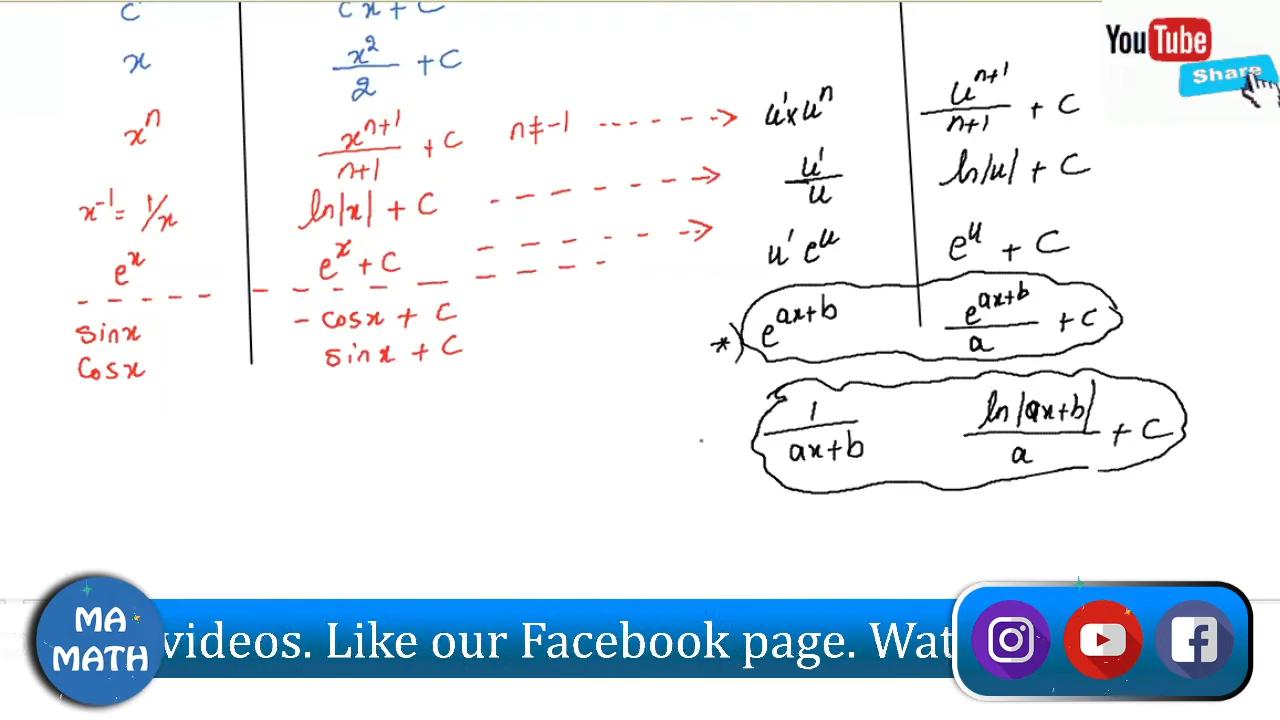 C Cx + C
x x²/2 + C
xⁿ xⁿ⁺¹/n+1 + C n≠-1 u'×uⁿ uⁿ⁺¹/n+1 + C
x⁻¹ = 1/x ln|x| + C u'/u ln|u| + C
eˣ eˣ + C u'eᵘ eᵘ + C
sinx - cosx + C *) e^(ax+b) e^(ax+b)/a + C
Cosx sinx + C
1/ax+b ln|ax+b|/a + C
YouTube
Share
MA
MATH
videos. Like our Facebook page. Wat